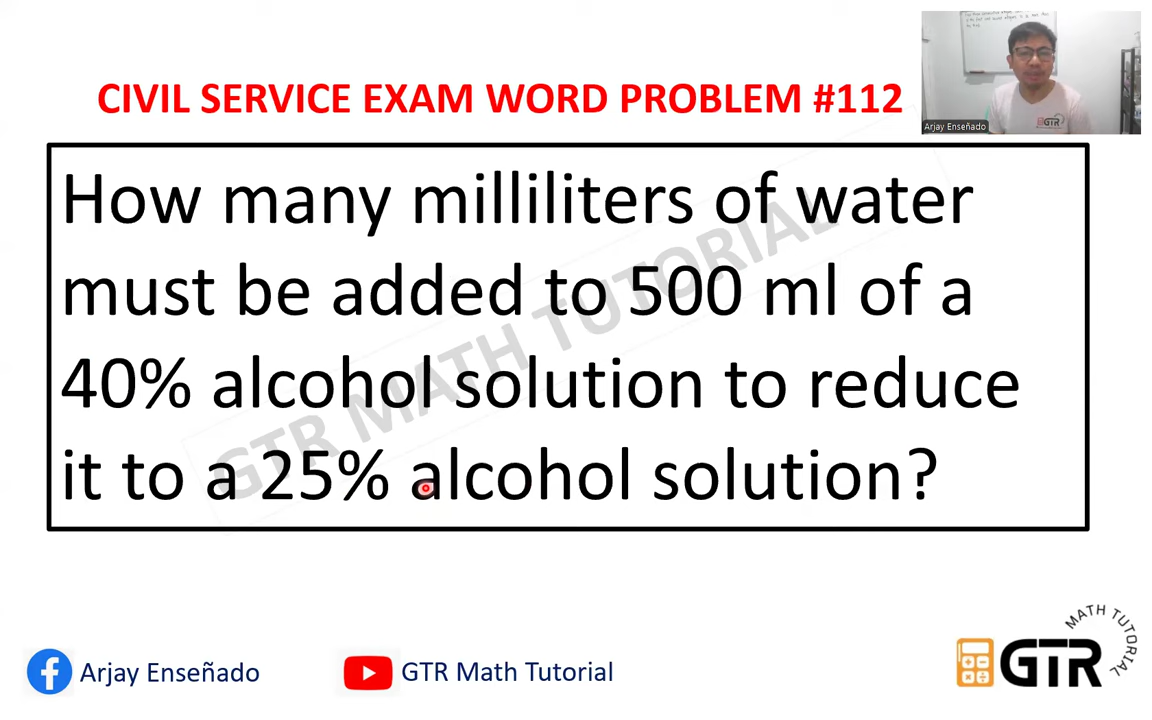 CIVIL SERVICE EXAM WORD PROBLEM #112
Arjay Enseñado
How many milliliters of water
must be added to 500 ml of a
40% alcohol solution to reduce
it to a 25% alcohol solution?
GTR MATH TUTORIAL
Arjay Enseñado
GTR Math Tutorial
GTR
MATH TUTORIAL